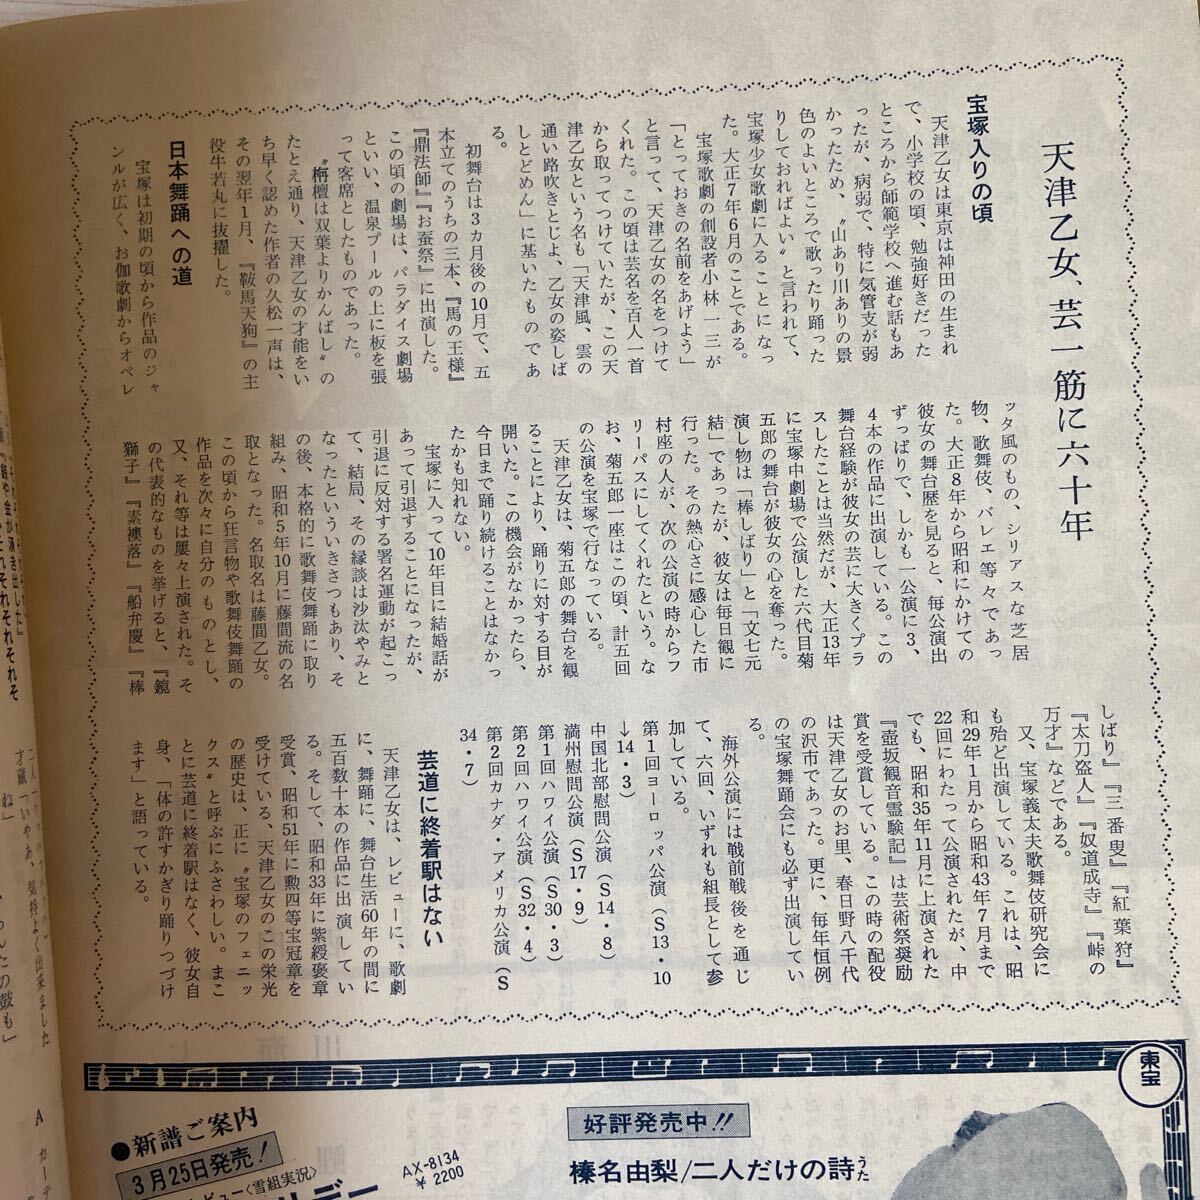 天津乙女、芸一筋に六十年
宝塚入りの頃
天津乙女は東京は神田の生まれ
で、小学校の頃、勉強好きだった
ところから師範学校へ進む話もあ
ったが、病弱で、特に気管支が弱
かったため、〝山あり川ありの景
色のよいところで歌ったり踊った
りしておればよい〟と言われて、
宝塚少女歌劇に入ることになっ
た。大正7年6月のことである。
宝塚歌劇の創設者小林一三が
「とっておきの名前をあげよう」
と言って、天津乙女の名をつけて
くれた。この頃は芸名を百人一首
から取ってつけていたが、この天
津乙女という名も「天津風、雲の
通い路吹きとじよ、乙女の姿しば
しとどめん」に基いたものであ
る。
初舞台は3カ月後の10月で、五
本立てのうちの三本、『馬の王様』
『鼎法師』『お蚕祭』に出演した。
この頃の劇場は、パラダイス劇場
といい、温泉プールの上に板を張
って客席としたものであった。
〝栴檀は双葉よりかんばし〟の
たとえ通り、天津乙女の才能をい
ち早く認めた作者の久松一声は、
その翌年1月、『鞍馬天狗』の主
役牛若丸に抜擢した。
日本舞踊への道
宝塚は初期の頃から作品のジャ
ンルが広く、お伽歌劇からオペレ
ッタ風のもの、シリアスな芝居
物、歌舞伎、バレエ等々であっ
た。大正8年から昭和にかけての
彼女の舞台歴を見ると、毎公演出
ずっぱりで、しかも一公演に3、
4本の作品に出演している。この
舞台経験が彼女の芸に大きくプラ
スしたことは当然だが、大正13年
に宝塚中劇場で公演した六代目菊
五郎の舞台が彼女の心を奪った。
演し物は「棒しばり」と「文七元
結」であったが、彼女は毎日観に
行った。その熱心さに感心した市
村座の人が、次の公演の時からフ
リーパスにしてくれたという。な
お、菊五郎一座はこの頃、計五回
の公演を宝塚で行なっている。
天津乙女は、菊五郎の舞台を観
ることにより、踊りに対する目が
開いた。この機会がなかったら、
今日まで踊り続けることはなかっ
たかも知れない。
宝塚に入って10年目に結婚話が
あって引退することになったが、
引退に反対する署名運動が起こっ
て、結局、その縁談は沙汰やみと
なったといういきさつもあり、そ
の後、本格的に歌舞伎舞踊に取り
組み、昭和5年10月に藤間流の名
取となった。名取名は藤間乙女。
この頃から狂言物や歌舞伎舞踊の
作品を次々に自分のものとし、
又、それ等は屢々上演された。そ
の代表的なものを挙げると、『鏡
獅子』『素襖落』『船弁慶』『棒
しばり』『三番叟』『紅葉狩』
『太刀盗人』『奴道成寺』『峠の
万才』などである。
又、宝塚義太夫歌舞伎研究会に
も殆ど出演している。これは、昭
和29年1月から昭和43年7月まで
22回にわたって公演されたが、中
でも、昭和35年11月に上演された
『壺坂観音霊験記』は芸術祭奨励
賞を受賞している。この時の配役
は天津乙女のお里、春日野八千代
の沢市であった。更に、毎年恒例
の宝塚舞踊会にも必ず出演してい
る。
海外公演には戦前戦後を通じ
て、六回、いずれも組長として参
加している。
第1回ヨーロッパ公演（S13・10
→14・3）
中国北部慰問公演（S14・8）
満州慰問公演（S17・9）
第1回ハワイ公演（S30・3）
第2回ハワイ公演（S32・4）
第2回カナダ・アメリカ公演（S
34・7）
芸道に終着駅はない
天津乙女は、レビューに、歌劇
に、舞踊に、舞台生活60年の間に
五百数十本の作品に出演してい
る。そして、昭和33年に紫綬褒章
受賞、昭和51年に勲四等宝冠章を
受けている、天津乙女のこの栄光
の歴史は、正に〝宝塚のフェニッ
クス〟と呼ぶにふさわしい。まこ
とに芸道に終着駅はなく、彼女自
身、「体の許すかぎり踊りつづけ
ます」と語っている。
東宝
●新譜ご案内
3月25日発売！
ビュー〈雪組実況〉
AX-8134
¥2200
好評発売中!!
榛名由梨/二人だけの詩
うた
才蔵「いやぁ、気持よく出来ました
ね」
A カーテ